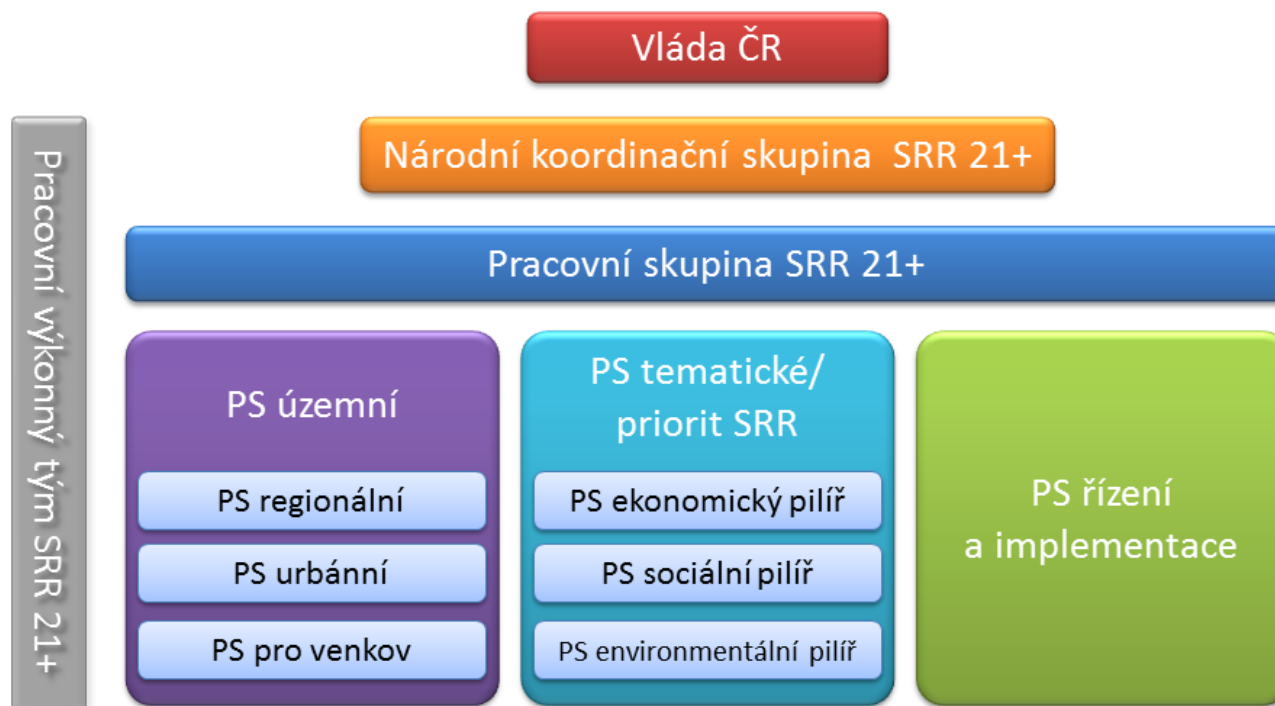 Vláda ČR
Národní koordinační skupina SRR 21+
Pracovní skupina SRR 21+
Pracovní výkonný tým SRR 21+
PS územní
PS regionální
PS urbánní
PS pro venkov
PS tematické/
priorit SRR
PS ekonomický pilíř
PS sociální pilíř
PS environmentální pilíř
PS řízení
a implementace